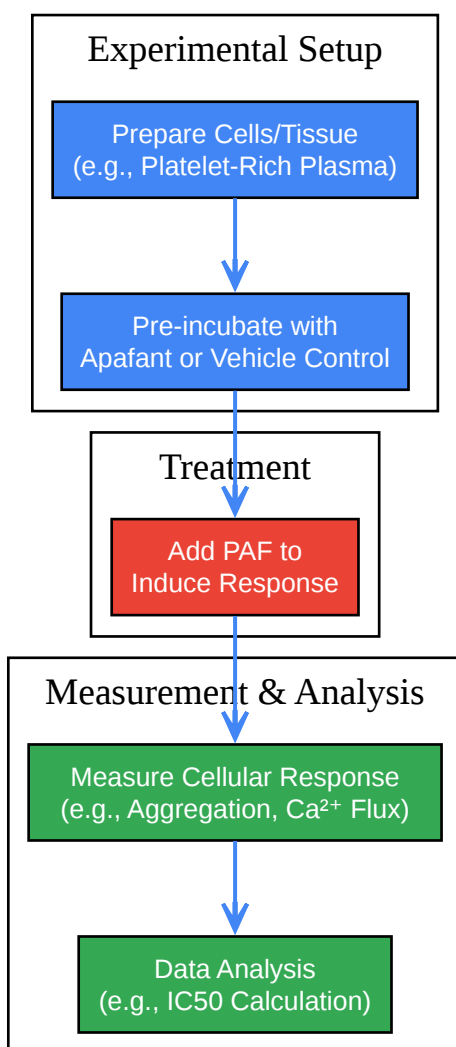 Experimental Setup
Prepare Cells/Tissue
(e.g., Platelet-Rich Plasma)
Pre-incubate with
Apafant or Vehicle Control
Treatment
Add PAF to
Induce Response
Measurement & Analysis
Measure Cellular Response
(e.g., Aggregation, Ca²⁺ Flux)
Data Analysis
(e.g., IC50 Calculation)